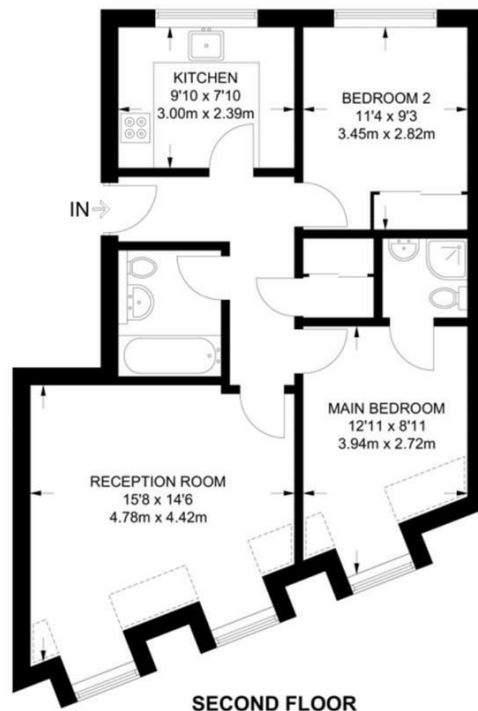 KITCHEN
9'10 x 7'10
3.00m x 2.39m
BEDROOM 2
11'4 x 9'3
3.45m x 2.82m
IN
MAIN BEDROOM
12'11 x 8'11
3.94m x 2.72m
RECEPTION ROOM
15'8 x 14'6
4.78m x 4.42m
SECOND FLOOR